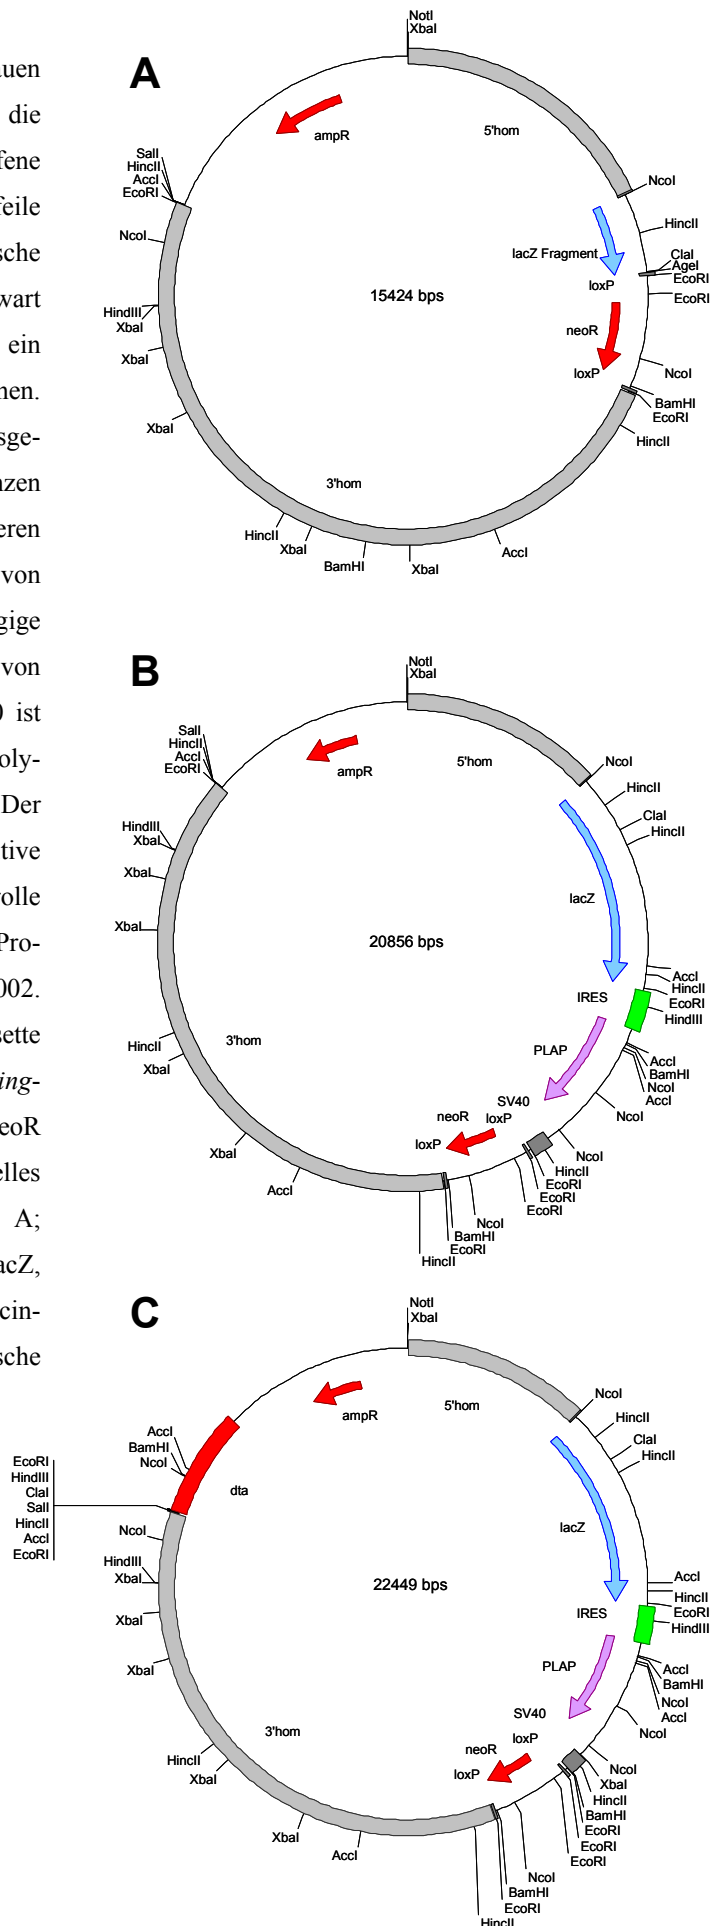 auen
die
fene
feile
sche
wart
ein
nen.
sge-
nzen
eren
von
gige
von
) ist
oly-
Der
tive
rolle
Pro-
002.
sette
ing-
eoR
elles
A;
acZ,
cin-
sche
A
NotI
XbaI
ampR
5'hom
SalI
HincII
AccI
EcoRI
NcoI
HindIII
XbaI
XbaI
XbaI
NcoI
HincII
lacZ Fragment
ClaI
AgeI
EcoRI
loxP
EcoRI
15424 bps
neoR
loxP
NcoI
BamHI
EcoRI
HincII
3'hom
HincII
XbaI
BamHI
XbaI
AccI
B
NotI
XbaI
ampR
5'hom
SalI
HincII
AccI
EcoRI
HindIII
XbaI
XbaI
XbaI
NcoI
HincII
ClaI
HincII
lacZ
20856 bps
AccI
HincII
EcoRI
HindIII
IRES
PLAP
AccI
BamHI
NcoI
AccI
NcoI
SV40
loxP
neoR
loxP
3'hom
HincII
XbaI
XbaI
AccI
NcoI
HincII
EcoRI
EcoRI
EcoRI
NcoI
BamHI
EcoRI
HincII
C
NotI
XbaI
ampR
5'hom
AccI
BamHI
NcoI
dta
EcoRI
HindIII
ClaI
SalI
HincII
AccI
EcoRI
NcoI
HindIII
XbaI
XbaI
XbaI
NcoI
HincII
ClaI
HincII
lacZ
22449 bps
AccI
HincII
EcoRI
HindIII
IRES
PLAP
AccI
BamHI
NcoI
AccI
NcoI
SV40
loxP
neoR
loxP
3'hom
HincII
XbaI
XbaI
AccI
NcoI
XbaI
HincII
BamHI
EcoRI
EcoRI
EcoRI
NcoI
BamHI
EcoRI
HincII